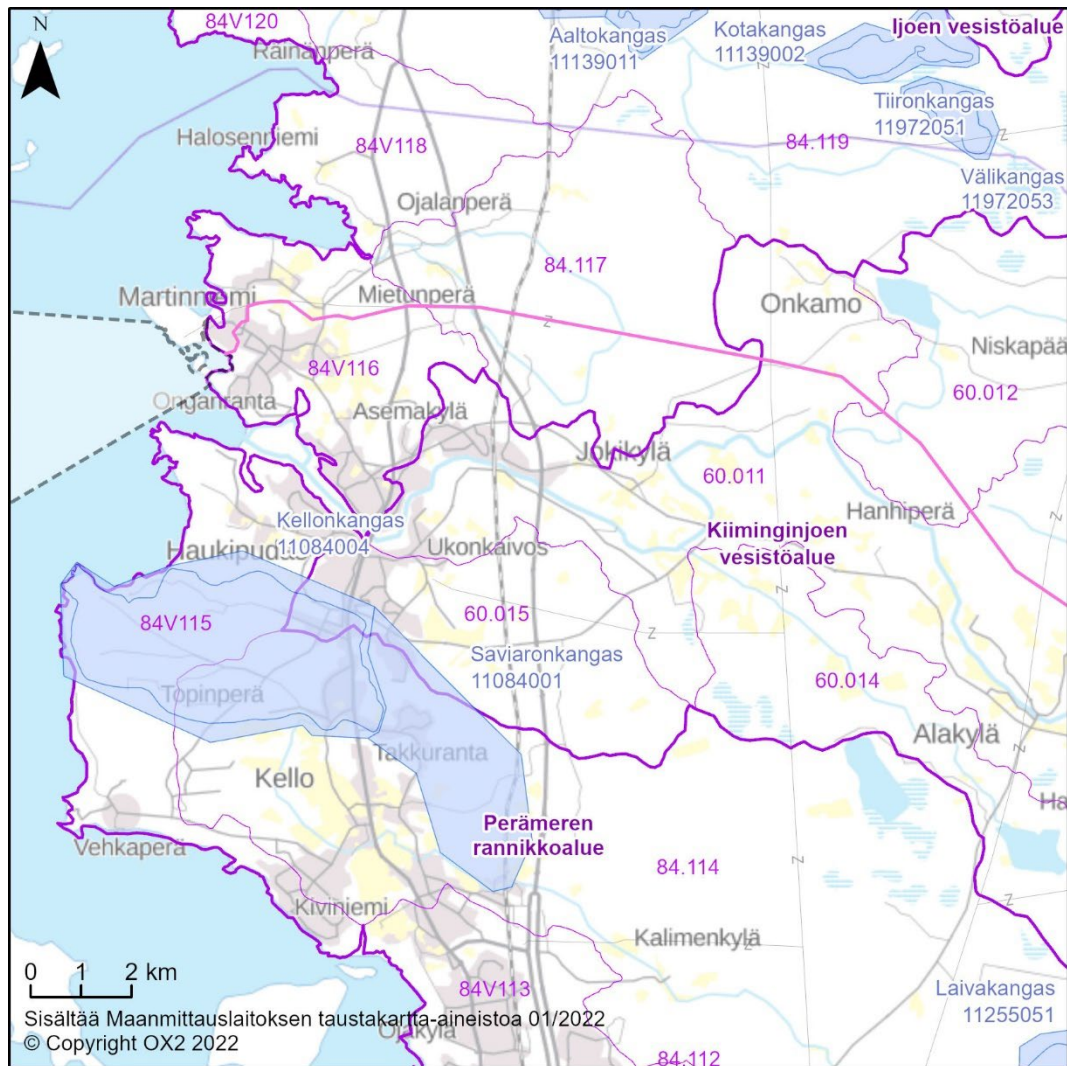 N
84V120
Rainänperä
Aaltokangas
11139011
Kotakangas
11139002
Ijoen vesistöalue
Halosenniemi
84V118
Tiironkangas
11972051
84.119
Välikangas
11972053
Ojalanperä
84.117
Martinniemi
Mietunperä
Z
Onkamo
Niskapää
84V116
60.012
Onganranta
Asemakylä
Jokikylä
60.011
Hanhiperä
Kellonkangas
11084004
Ukonkaivos
Kiiminginjoen
vesistöalue
84V115
60.015
Z
Saviaronkangas
11084001
60.014
Topinperä
Takkuranta
Alakylä
Kello
Perämeren
rannikkoalue
84.114
Vehkaperä
Kiviniemi
Kalimenkylä
84V113
Laivakangas
11255051
0 1 2 km
Sisältää Maanmittauslaitoksen taustakartta-aineistoa 01/2022
© Copyright OX2 2022
84.112